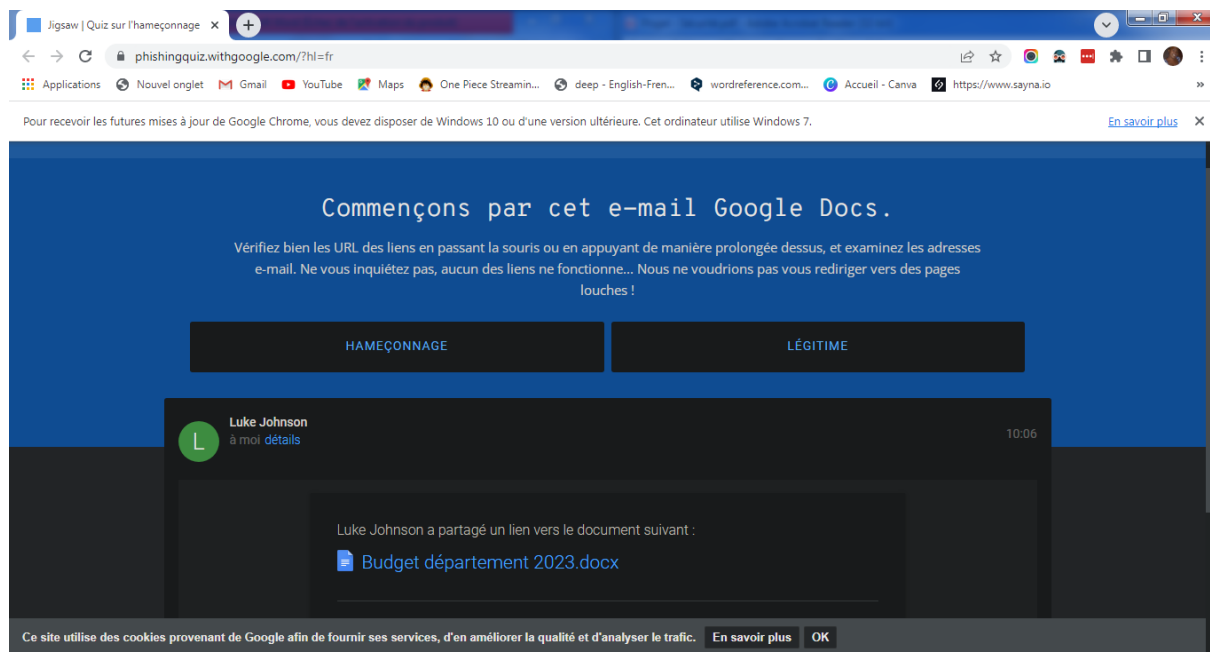 Jigsaw | Quiz sur l'hameçonnage
phishingquiz.withgoogle.com/?hl=fr
Applications Nouvel onglet Gmail YouTube Maps One Piece Streamin... deep - English-Fren... wordreference.com... Accueil - Canva https://www.sayna.io »
Pour recevoir les futures mises à jour de Google Chrome, vous devez disposer de Windows 10 ou d'une version ultérieure. Cet ordinateur utilise Windows 7. En savoir plus
Commençons par cet e-mail Google Docs.
Vérifiez bien les URL des liens en passant la souris ou en appuyant de manière prolongée dessus, et examinez les adresses
e-mail. Ne vous inquiétez pas, aucun des liens ne fonctionne... Nous ne voudrions pas vous rediriger vers des pages
louches !
HAMEÇONNAGE LÉGITIME
L Luke Johnson
à moi détails 10:06
Luke Johnson a partagé un lien vers le document suivant :
Budget département 2023.docx
Ce site utilise des cookies provenant de Google afin de fournir ses services, d'en améliorer la qualité et d'analyser le trafic. En savoir plus OK